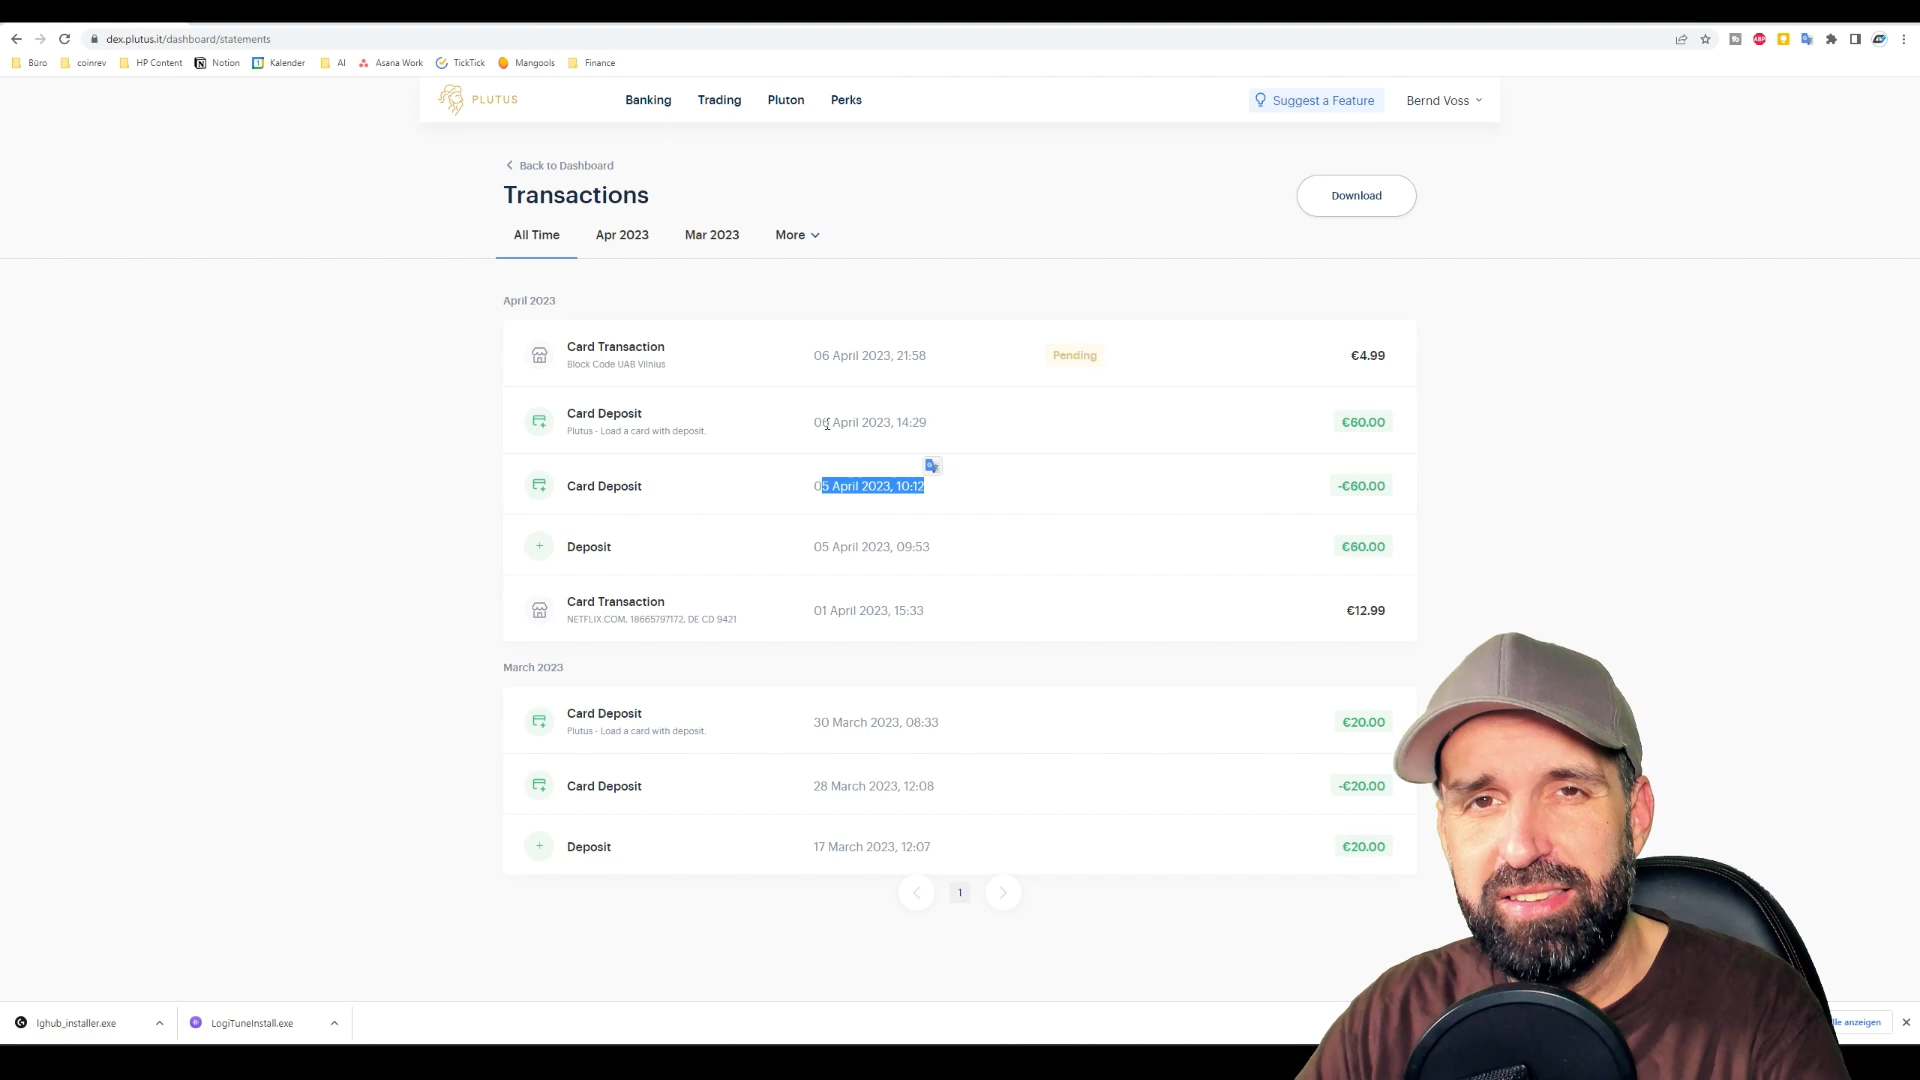 dex.plutus.it/dashboard/statements
Büro coinrev HP Content Notion Kalender AI Asana Work TickTick Mangools Finance
PLUTUS Banking Trading Pluton Perks Suggest a Feature Bernd Voss
Back to Dashboard
Transactions
Download
All Time Apr 2023 Mar 2023 More
April 2023
Card Transaction
Block Code UAB Vilnius
06 April 2023, 21:58 Pending €4.99
Card Deposit
Plutus - Load a card with deposit.
06 April 2023, 14:29 €60.00
Card Deposit 05 April 2023, 10:12 -€60.00
Deposit 05 April 2023, 09:53 €60.00
Card Transaction
NETFLIX.COM, 18665797172, DE CD 9421
01 April 2023, 15:33 €12.99
March 2023
Card Deposit
Plutus - Load a card with deposit.
30 March 2023, 08:33 €20.00
Card Deposit 28 March 2023, 12:08 -€20.00
Deposit 17 March 2023, 12:07 €20.00
1
lghub_installer.exe LogiTuneInstall.exe anzeigen